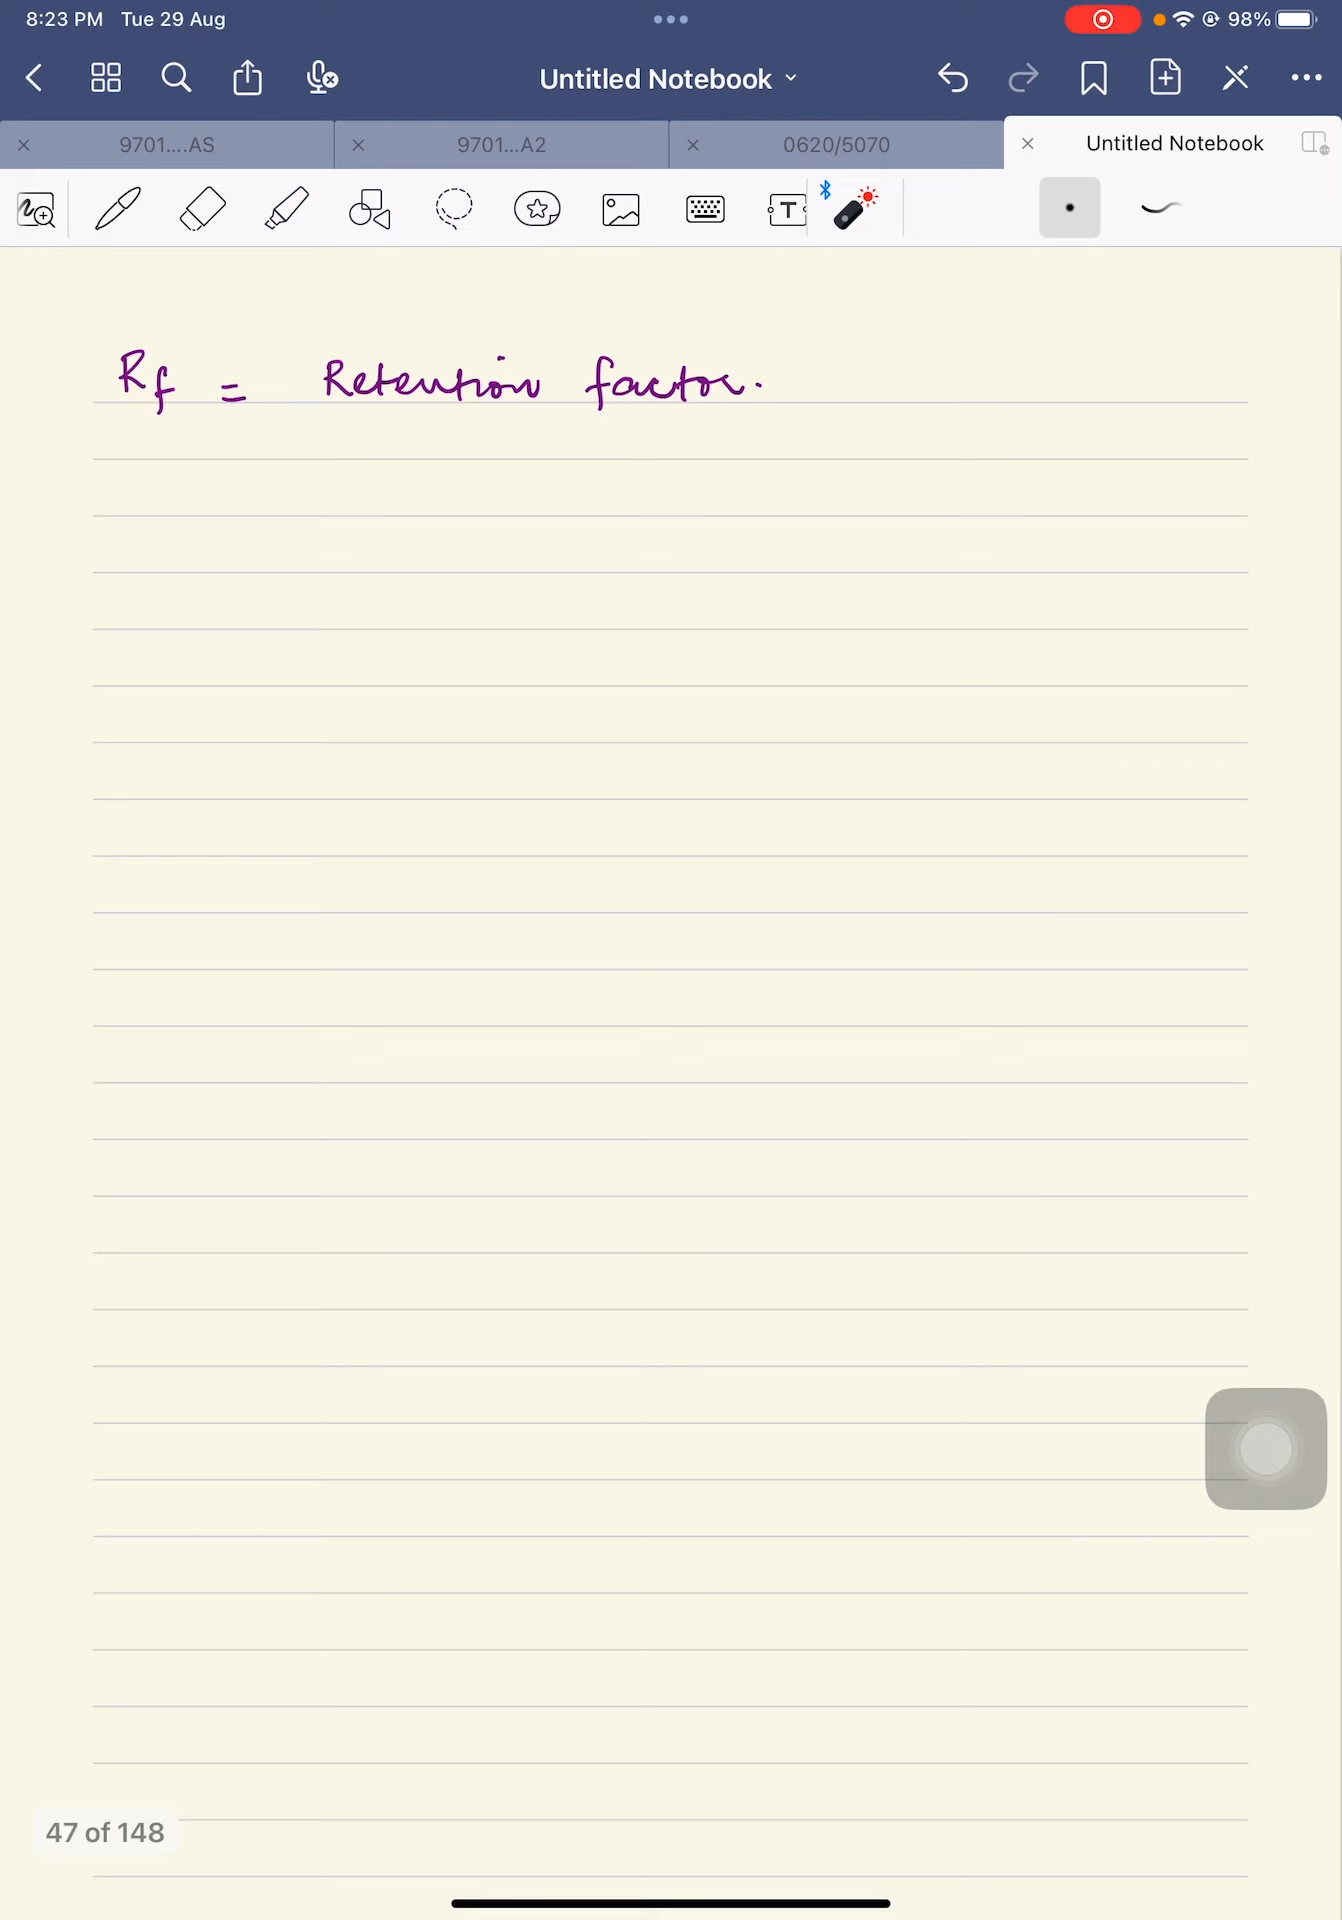 8:23 PM Tue 29 Aug 98%
Untitled Notebook
9701....AS 9701...A2 0620/5070 Untitled Notebook
T
Rf = Retention factor.
47 of 148